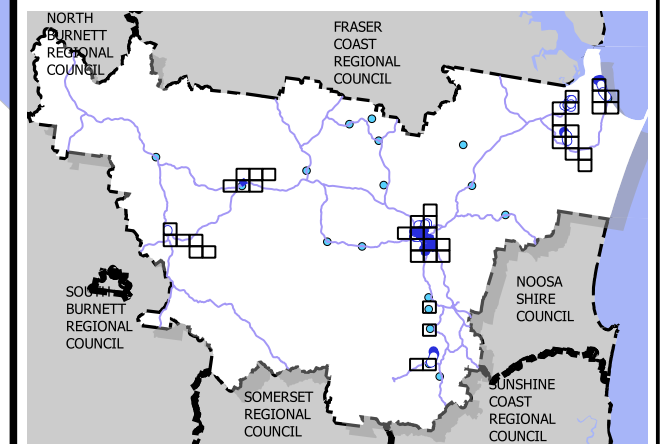 NORTH
BURNETT
REGIONAL
COUNCIL
FRASER
COAST
REGIONAL
COUNCIL
NOOSA
SHIRE
COUNCIL
SOUTH
BURNETT
REGIONAL
COUNCIL
SOMERSET
REGIONAL
COUNCIL
SUNSHINE
COAST
REGIONAL
COUNCIL